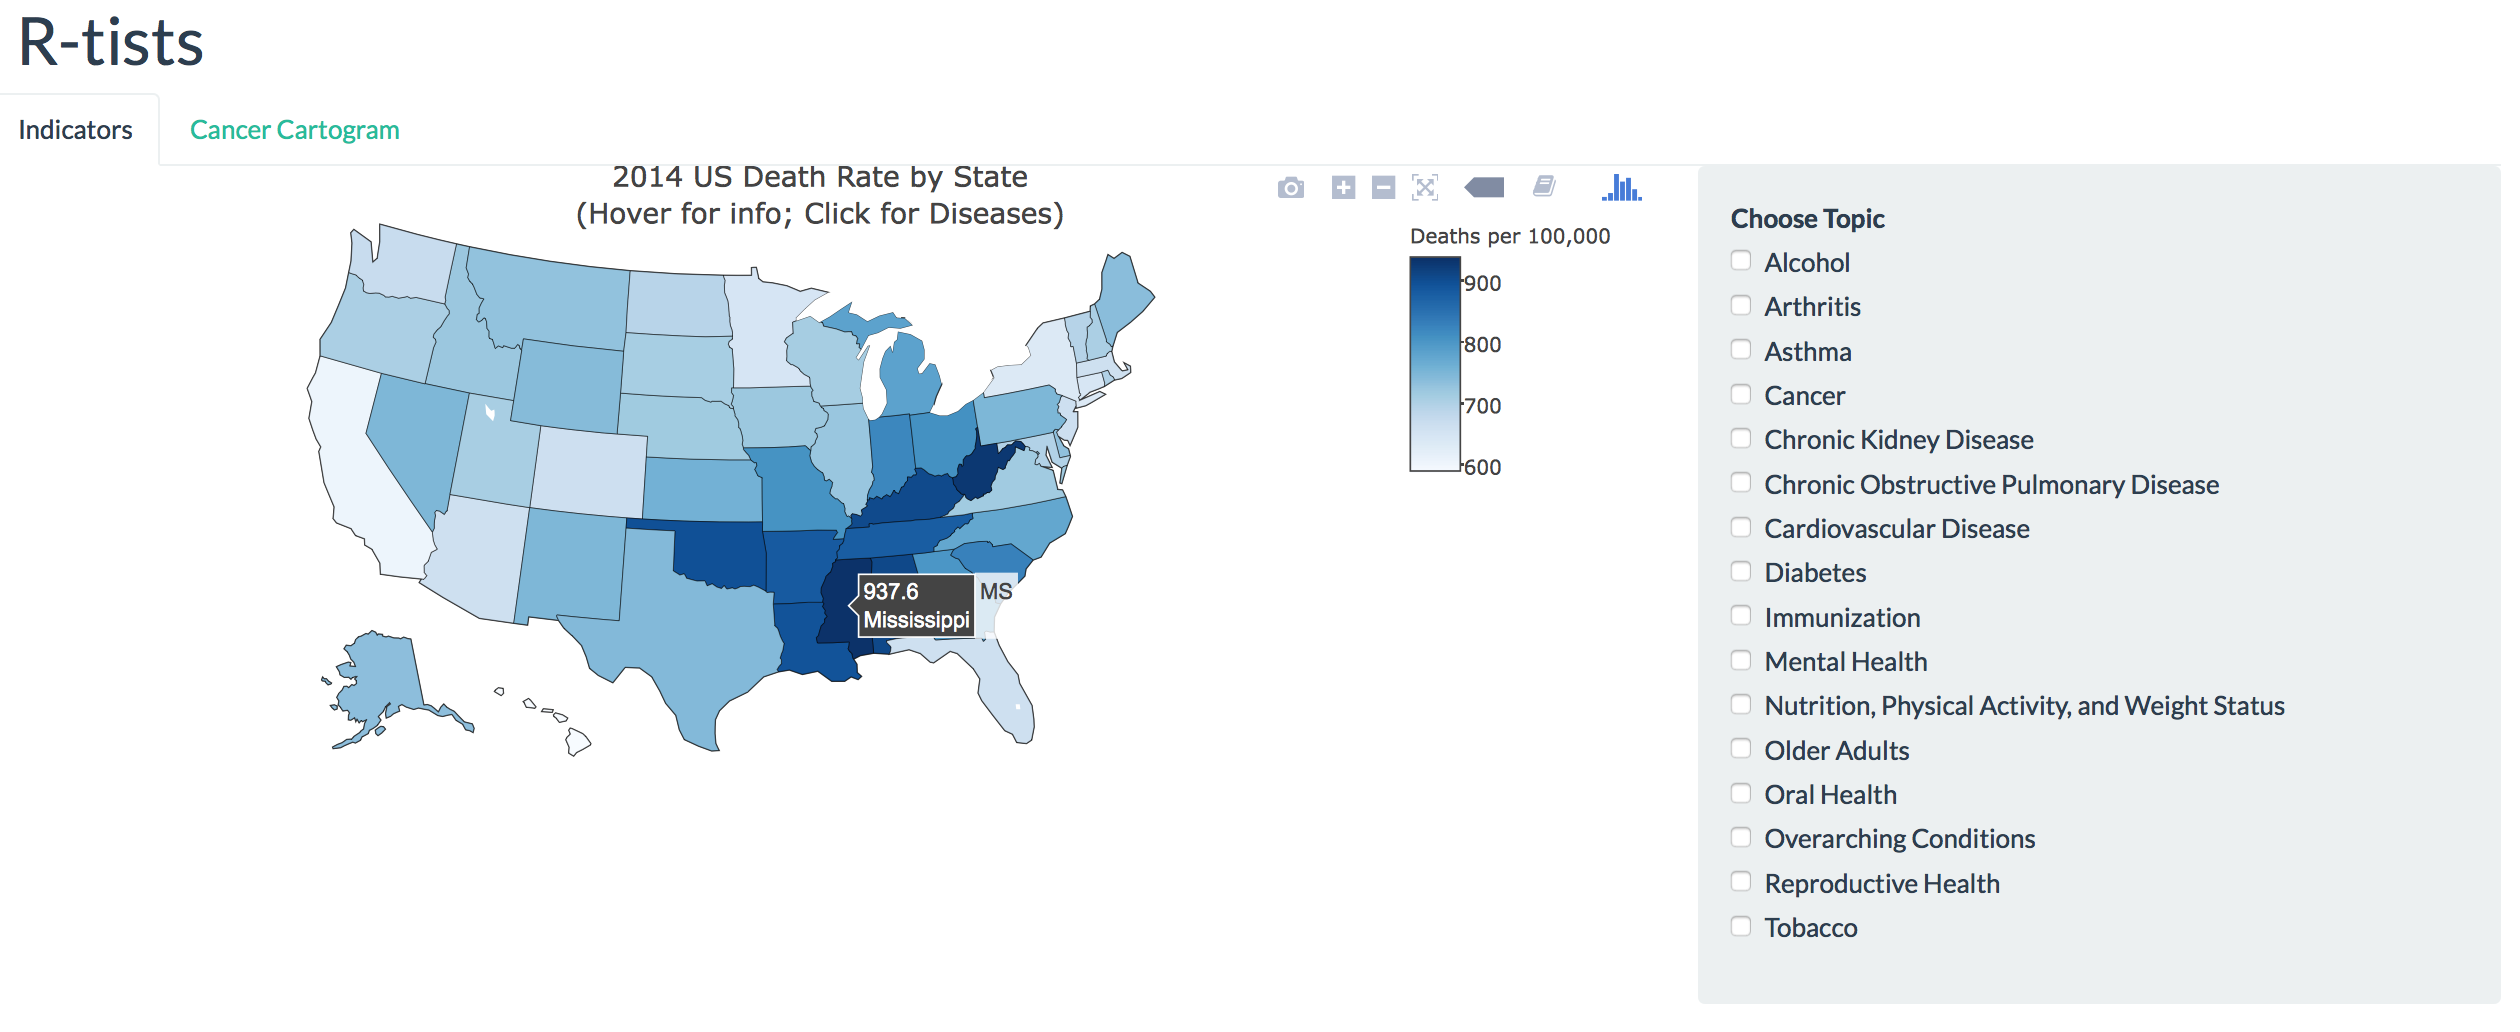 R-tists
Indicators
Cancer Cartogram
2014 US Death Rate by State
(Hover for info; Click for Diseases)
Deaths per 100,000
900
800
700
600
937.6
Mississippi
MS
Choose Topic
Alcohol
Arthritis
Asthma
Cancer
Chronic Kidney Disease
Chronic Obstructive Pulmonary Disease
Cardiovascular Disease
Diabetes
Immunization
Mental Health
Nutrition, Physical Activity, and Weight Status
Older Adults
Oral Health
Overarching Conditions
Reproductive Health
Tobacco